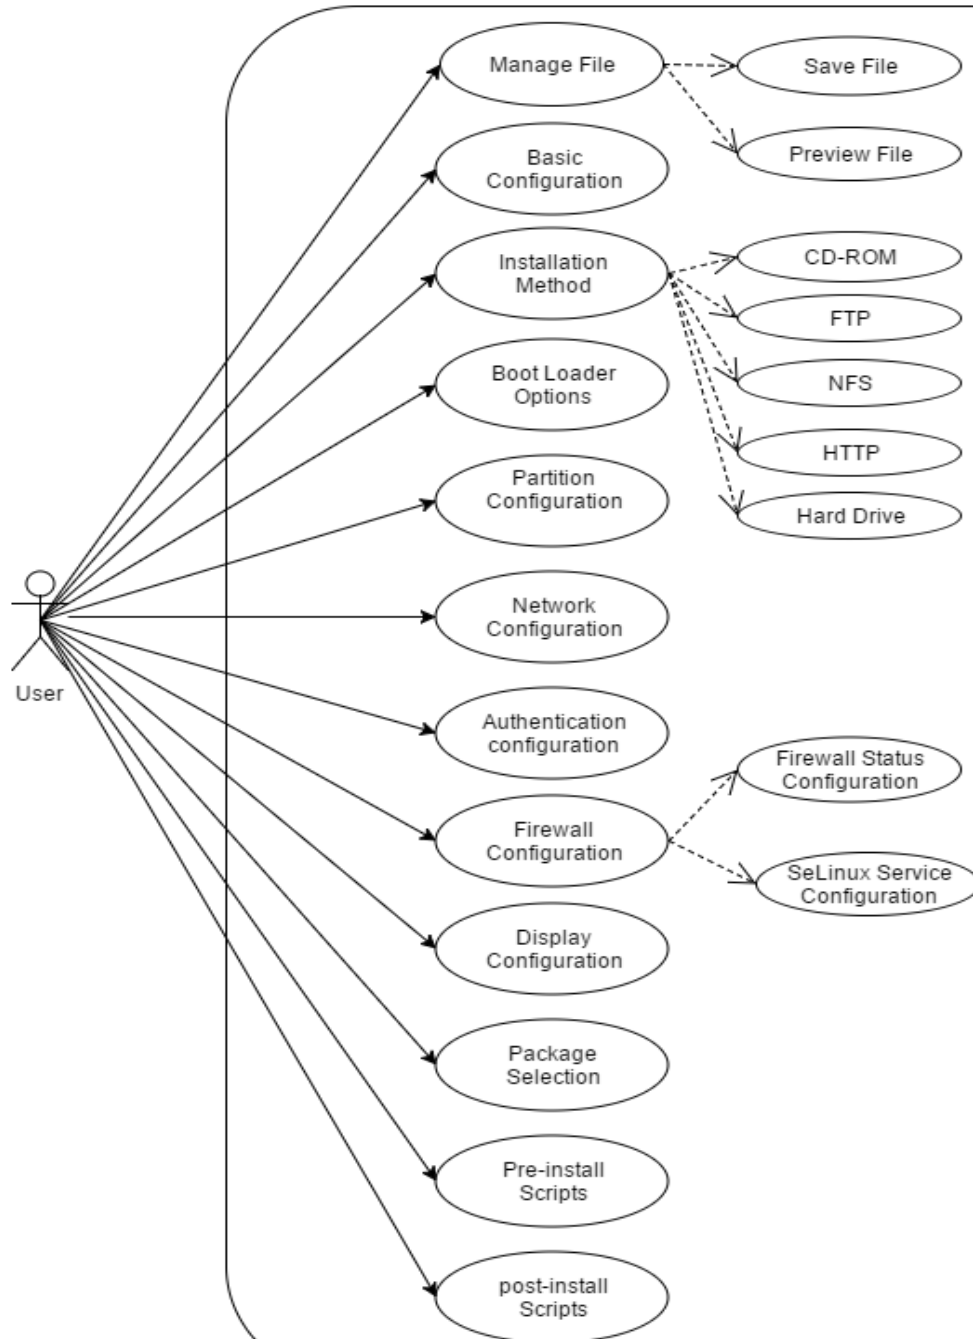 Manage File
Save File
Preview File
Basic
Configuration
Installation
Method
CD-ROM
FTP
NFS
HTTP
Hard Drive
Boot Loader
Options
Partition
Configuration
Network
Configuration
User
Authentication
configuration
Firewall
Configuration
Firewall Status
Configuration
SeLinux Service
Configuration
Display
Configuration
Package
Selection
Pre-install
Scripts
post-install
Scripts